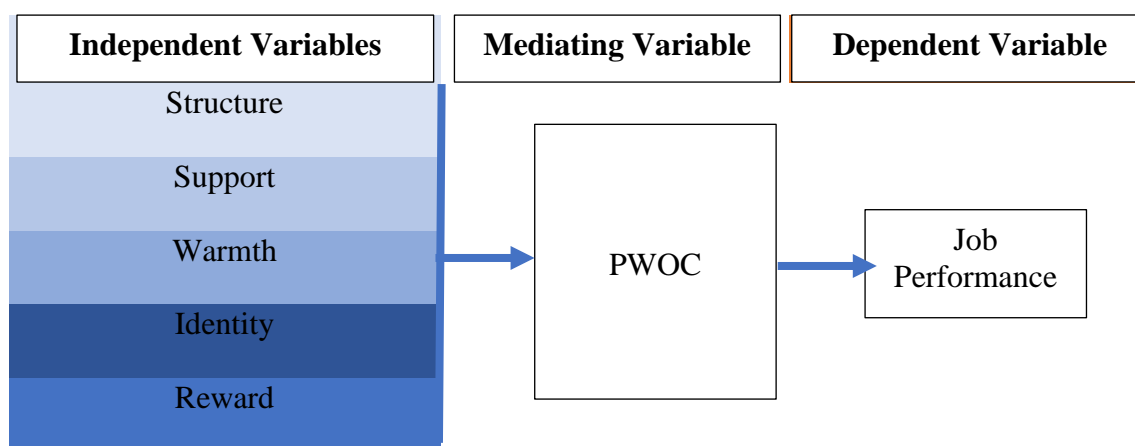 Independent Variables
Mediating Variable
Dependent Variable
Structure
Support
Warmth
Identity
Reward
PWOC
Job
Performance